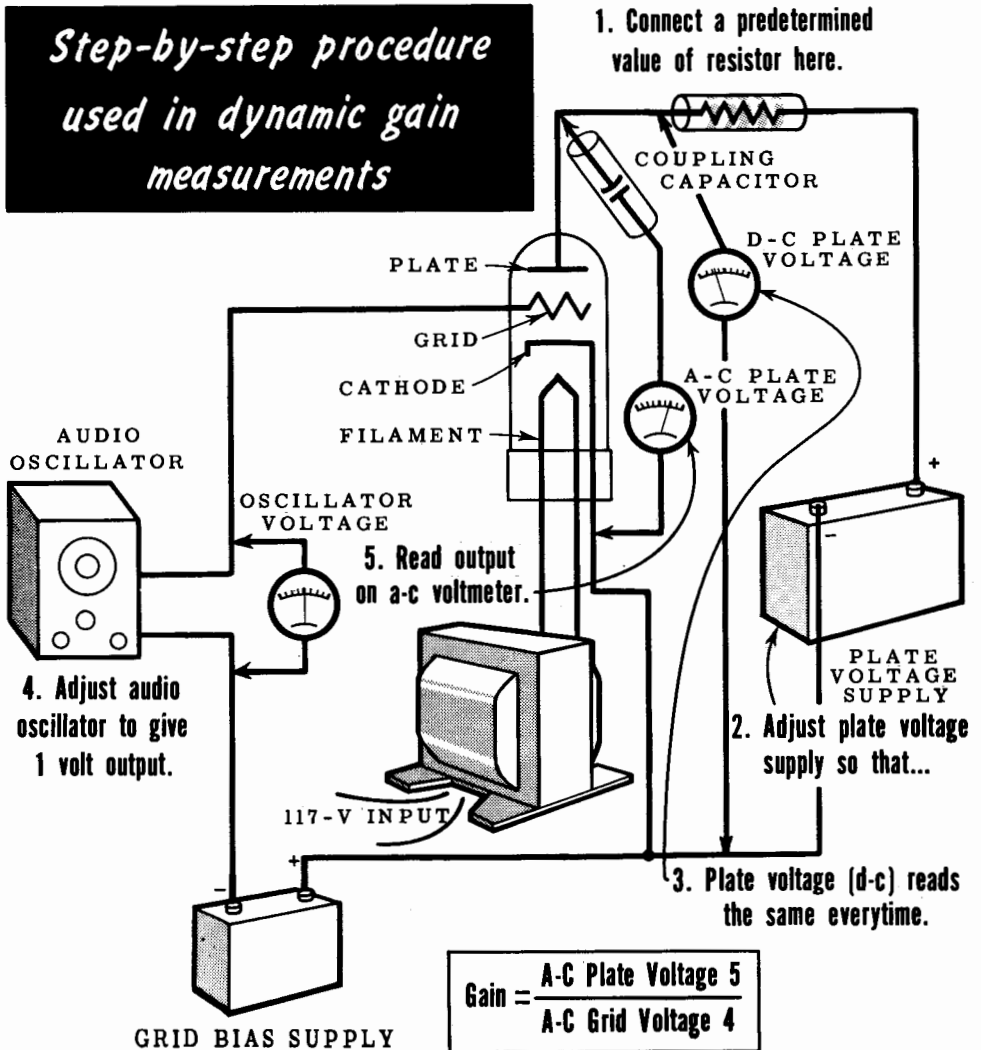 Step-by-step procedure
used in dynamic gain
measurements
1. Connect a predetermined
value of resistor here.
COUPLING
CAPACITOR
D-C PLATE
VOLTAGE
PLATE
GRID
CATHODE
A-C PLATE
VOLTAGE
FILAMENT
AUDIO
OSCILLATOR
OSCILLATOR
VOLTAGE
+
-
5. Read output
on a-c voltmeter.
4. Adjust audio
oscillator to give
1 volt output.
PLATE
VOLTAGE
SUPPLY
2. Adjust plate voltage
supply so that...
117-V INPUT
+
-
3. Plate voltage (d-c) reads
the same everytime.
Gain = A-C Plate Voltage 5
A-C Grid Voltage 4
GRID BIAS SUPPLY